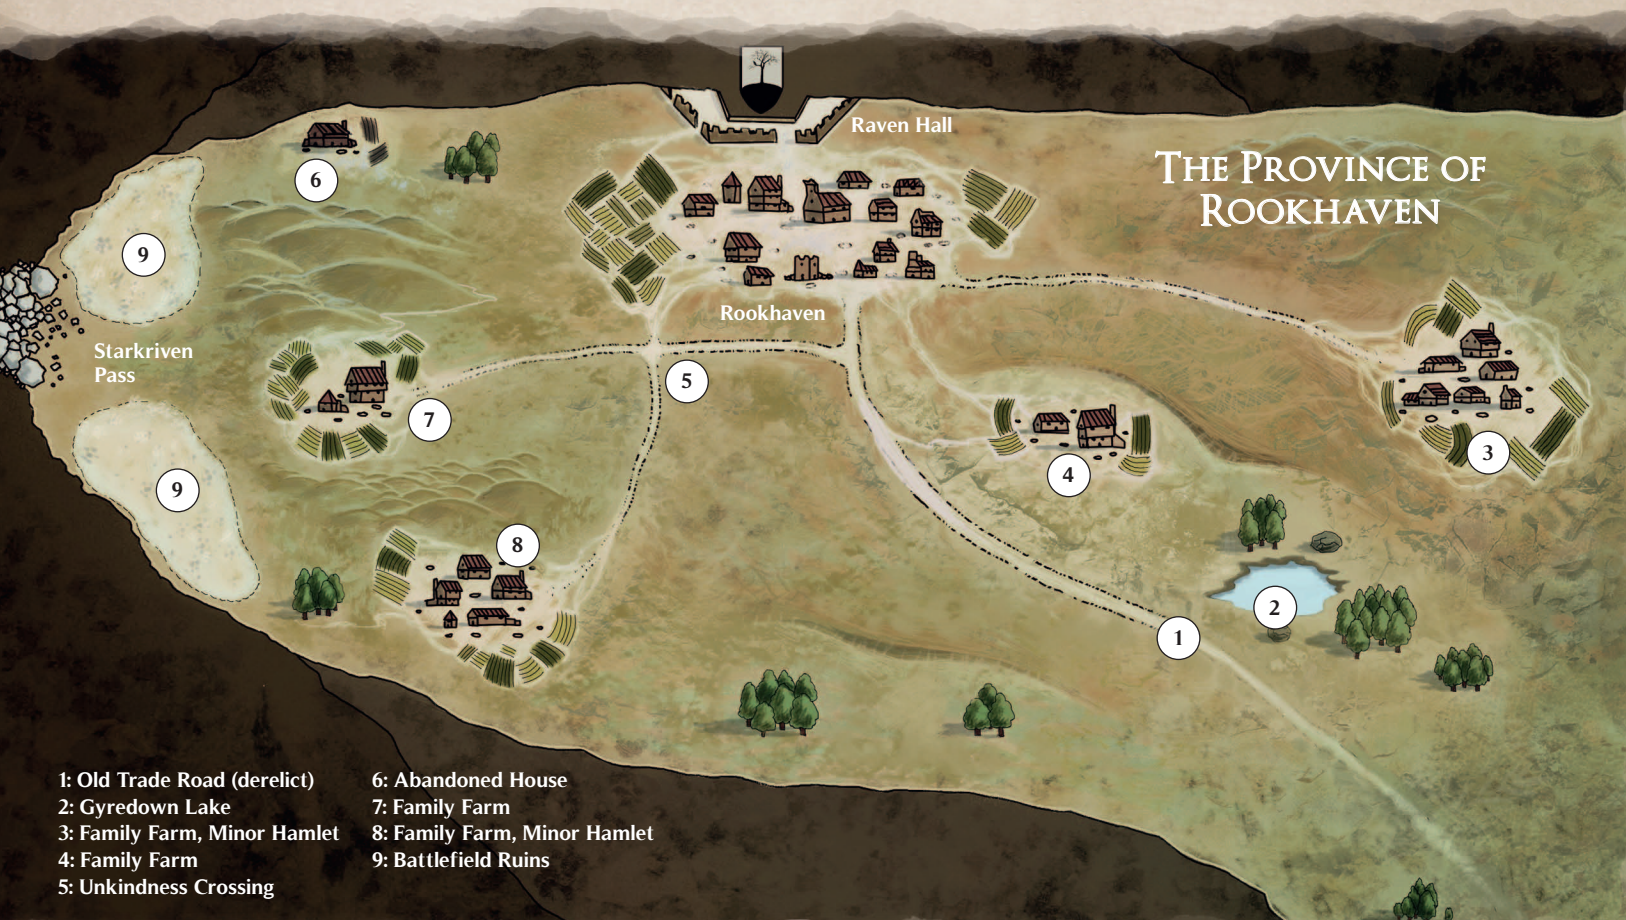 Raven Hall
THE PROVINCE OF
ROOKHAVEN
6
9
Rookhaven
Starkriven
Pass
5
7
3
4
9
8
2
1
1: Old Trade Road (derelict)
2: Gyredown Lake
3: Family Farm, Minor Hamlet
4: Family Farm
5: Unkindness Crossing
6: Abandoned House
7: Family Farm
8: Family Farm, Minor Hamlet
9: Battlefield Ruins